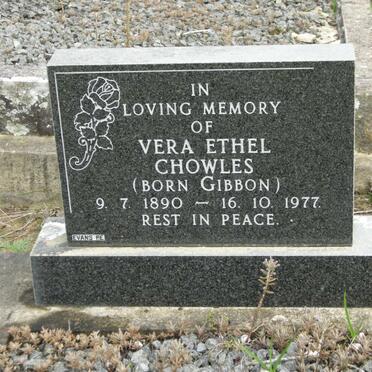 IN
LOVING MEMORY
OF
VERA ETHEL
CHOWLES
(BORN GIBBON)
9. 7. 1890 – 16. 10. 1977.
REST IN PEACE.
EVANS P.E.